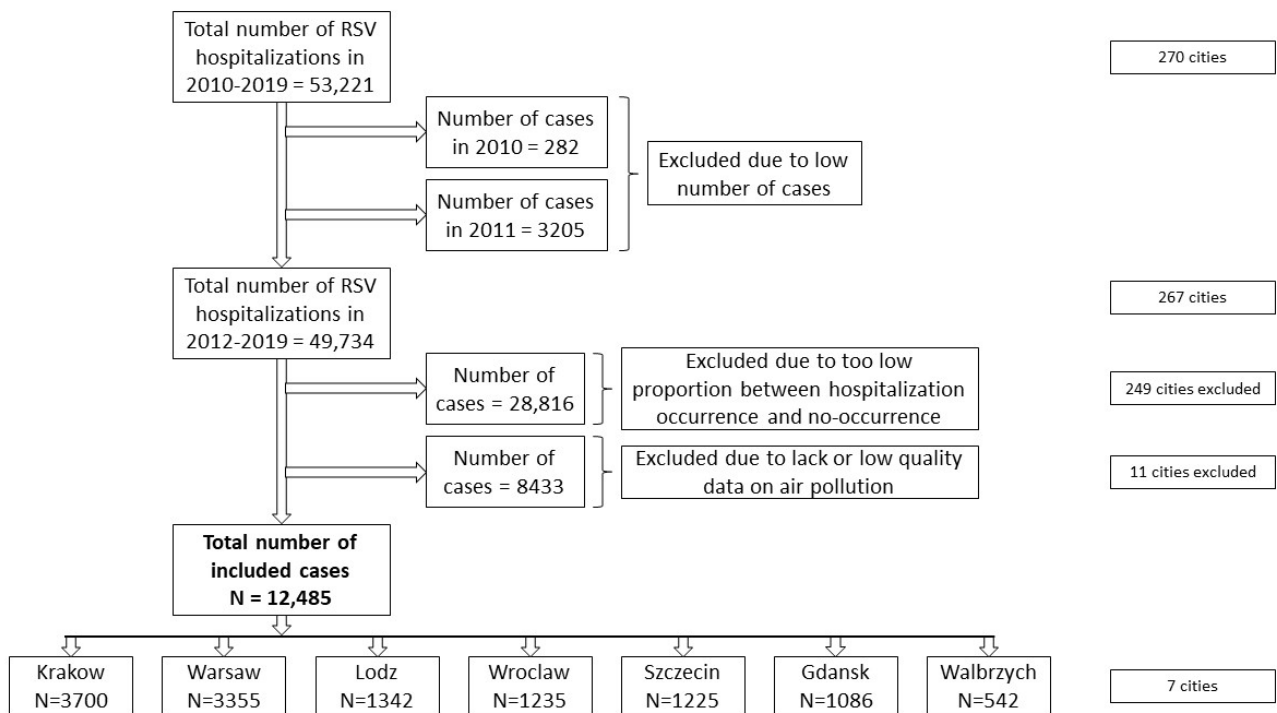 Total number of RSV
hospitalizations in
2010-2019 = 53,221
270 cities
Number of cases
in 2010 = 282
Excluded due to low
number of cases
Number of cases
in 2011 = 3205
Total number of RSV
hospitalizations in
2012-2019 = 49,734
267 cities
Number of
cases = 28,816
Excluded due to too low
proportion between hospitalization
occurrence and no-occurrence
249 cities excluded
Number of
cases = 8433
Excluded due to lack or low quality
data on air pollution
11 cities excluded
Total number of
included cases
N = 12,485
Krakow
N=3700
Warsaw
N=3355
Lodz
N=1342
Wroclaw
N=1235
Szczecin
N=1225
Gdansk
N=1086
Walbrzych
N=542
7 cities